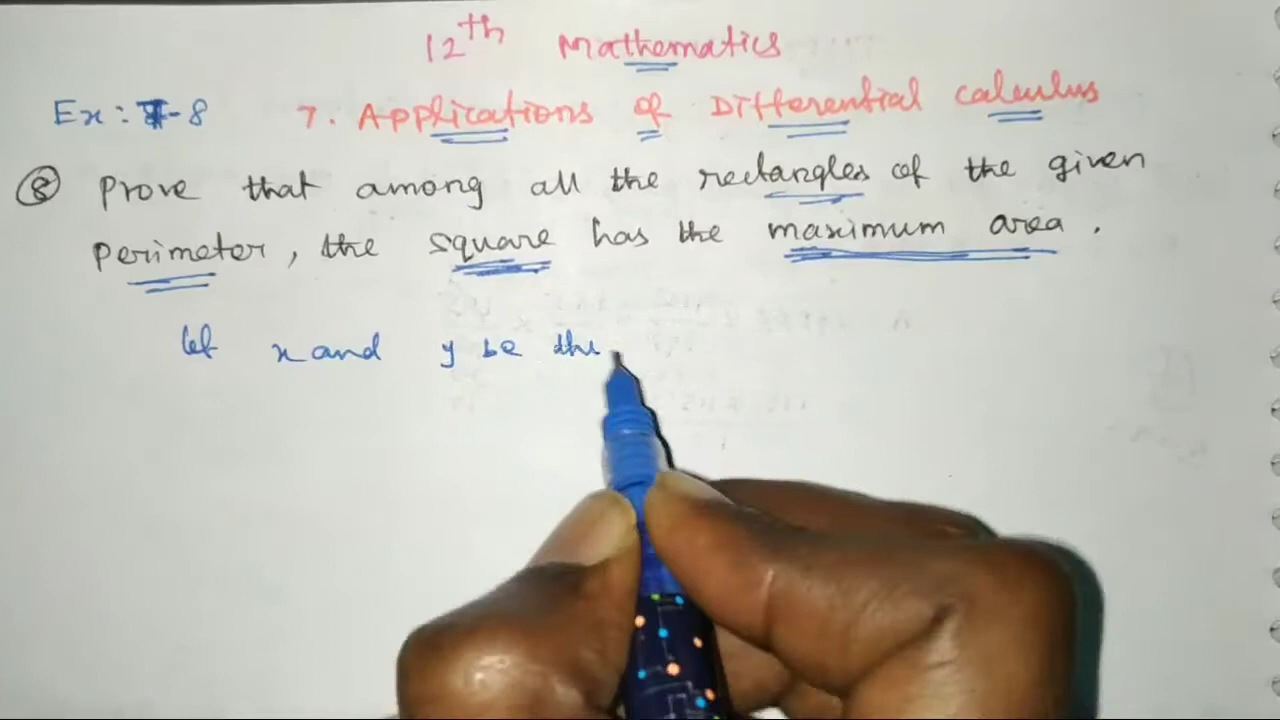 12th Mathematics
Ex: 7-8 7. Applications of Differential calculus
⑧ Prove that among all the rectangles of the given
perimeter, the square has the maximum area.
let x and y be the